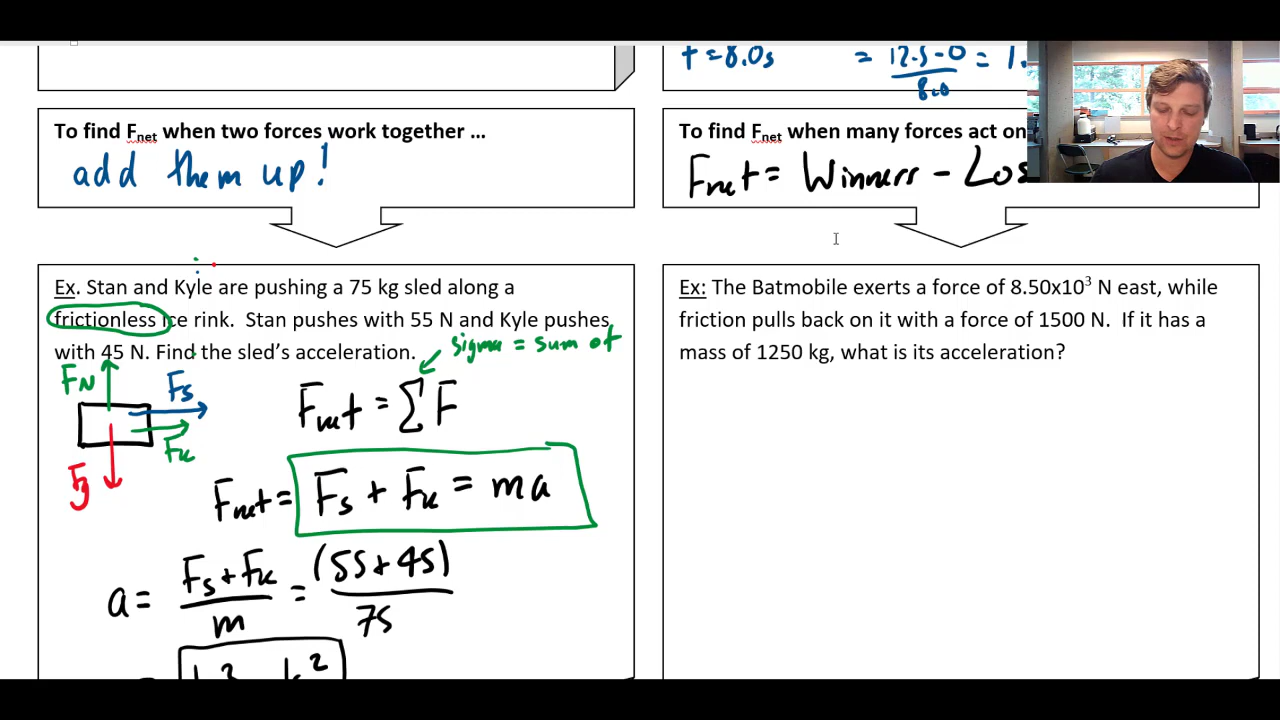 t = 8.0s
= 12.5-0 = 1.
8.0
To find Fnet when two forces work together ...
add them up!
To find Fnet when many forces act on
Fnet = Winners - Los
Ex. Stan and Kyle are pushing a 75 kg sled along a
frictionless ice rink. Stan pushes with 55 N and Kyle pushes
with 45 N. Find the sled's acceleration.
sigma = sum of
FN
Fs
Fk
Fg
Fnet = ΣF
Fnet = Fs + Fk = ma
a = Fs + Fk = (55+45)
m 75
Ex: The Batmobile exerts a force of 8.50x10³ N east, while
friction pulls back on it with a force of 1500 N. If it has a
mass of 1250 kg, what is its acceleration?